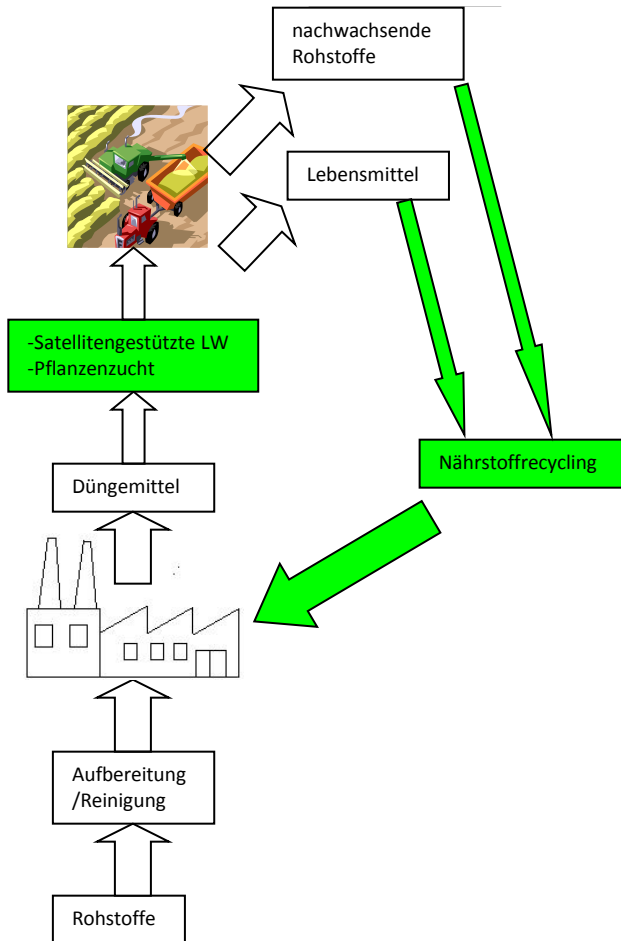 nachwachsende
Rohstoffe
Lebensmittel
-Satellitengestützte LW
-Pflanzenzucht
Nährstoffrecycling
Düngemittel
Aufbereitung
/Reinigung
Rohstoffe